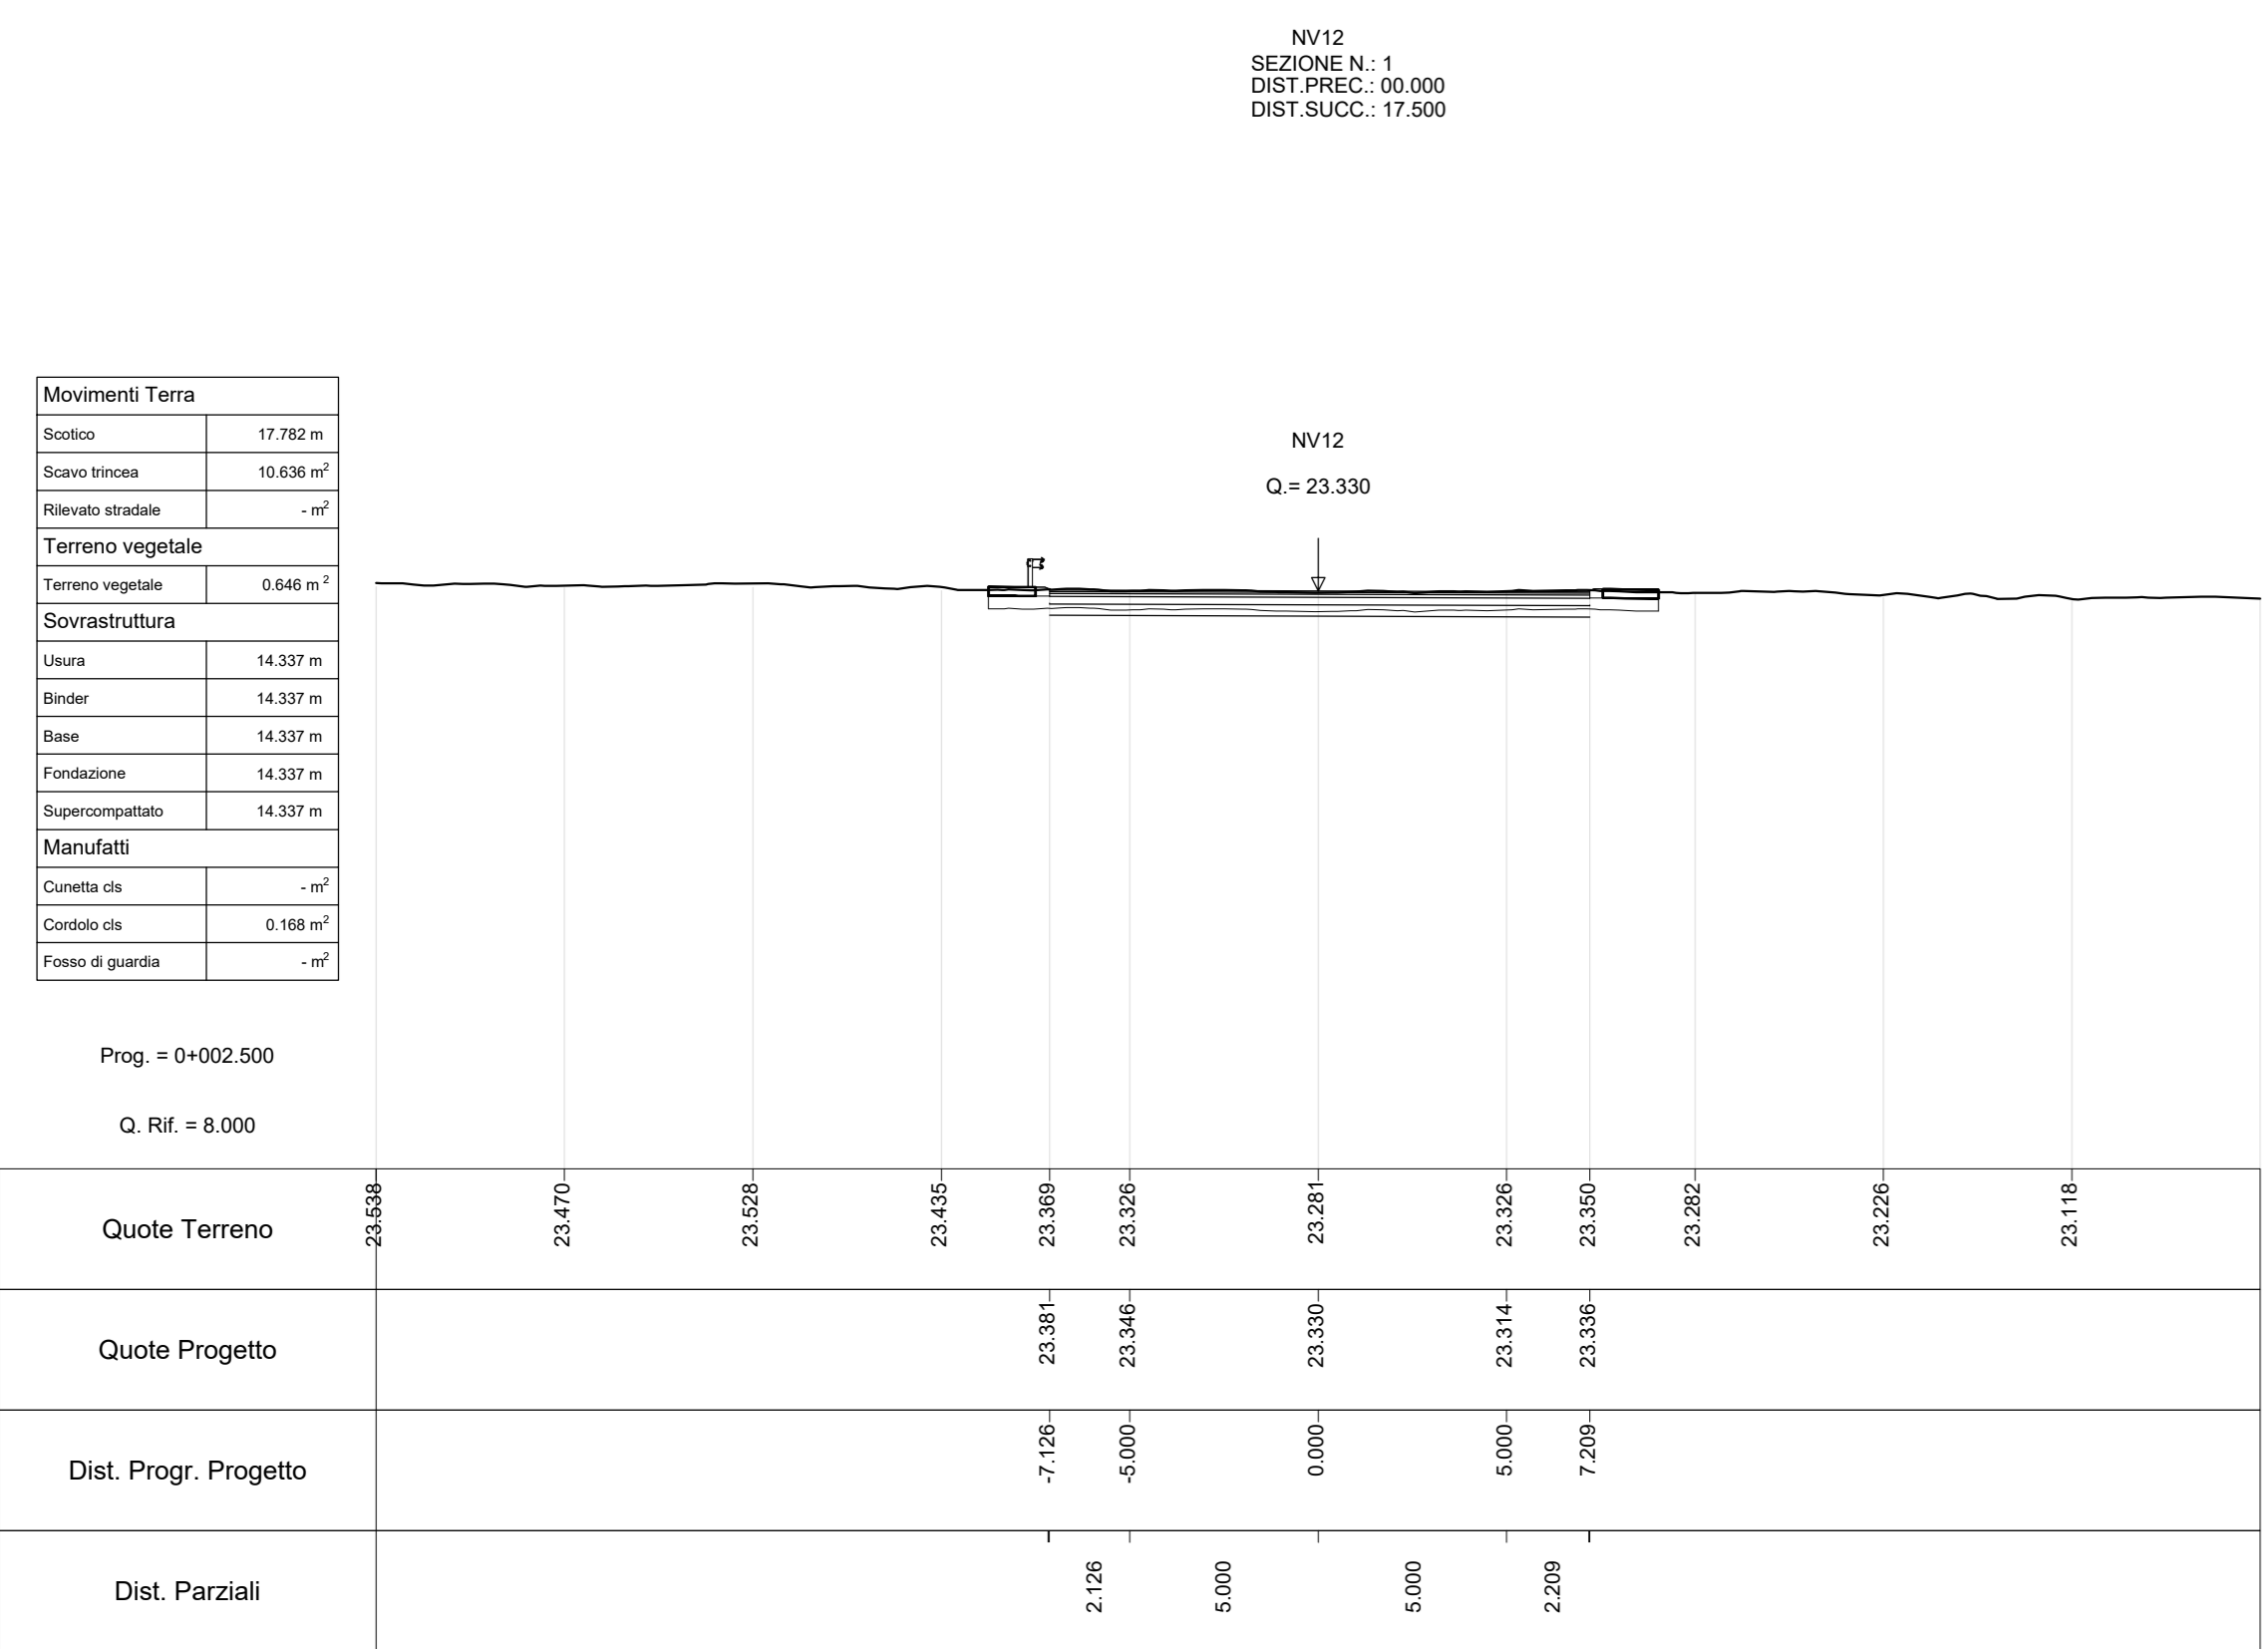 NV12
SEZIONE N.: 1
DIST.PREC.: 00.000
DIST.SUCC.: 17.500
Movimenti Terra
Scotico 17.782 m
Scavo trincea 10.636 m²
Rilevato stradale - m²
Terreno vegetale
Terreno vegetale 0.646 m²
Sovrastruttura
Usura 14.337 m
Binder 14.337 m
Base 14.337 m
Fondazione 14.337 m
Supercompattato 14.337 m
Manufatti
Cunetta cls - m²
Cordolo cls 0.168 m²
Fosso di guardia - m²
NV12
Q.= 23.330
Prog. = 0+002.500
Q. Rif. = 8.000
Quote Terreno 23.538 23.470 23.528 23.435 23.369 23.326 23.281 23.326 23.350 23.282 23.226 23.118
Quote Progetto 23.381 23.346 23.330 23.314 23.336
Dist. Progr. Progetto -7.126 -5.000 0.000 5.000 7.209
Dist. Parziali 2.126 5.000 5.000 2.209